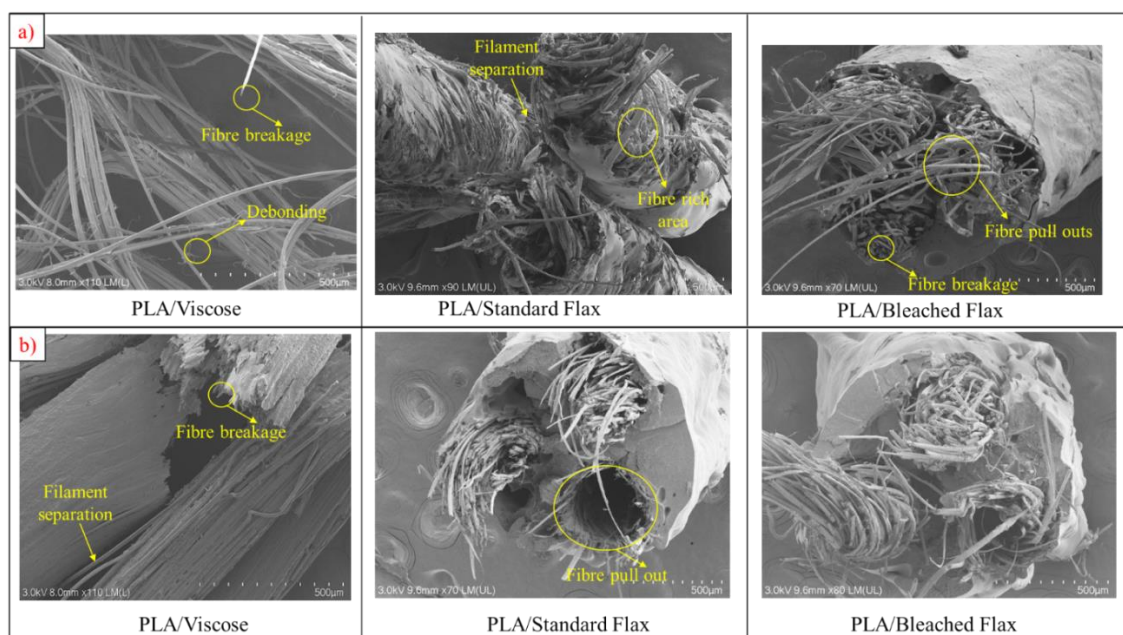 a)
Fibre breakage
Debonding
3.0kV 8.0mm x110 LM(UL)
500µm
PLA/Viscose
Filament
separation
Fibre rich
area
3.0kV 9.6mm x90 LM(UL)
500µm
PLA/Standard Flax
Fibre pull outs
Fibre breakage
3.0kV 9.6mm x70 LM(UL)
500µm
PLA/Bleached Flax
b)
Fibre breakage
Filament
separation
3.0kV 8.0mm x110 LM(L)
500µm
PLA/Viscose
Fibre pull out
3.0kV 9.6mm x70 LM(UL)
500µm
PLA/Standard Flax
3.0kV 9.6mm x80 LM(UL)
500µm
PLA/Bleached Flax